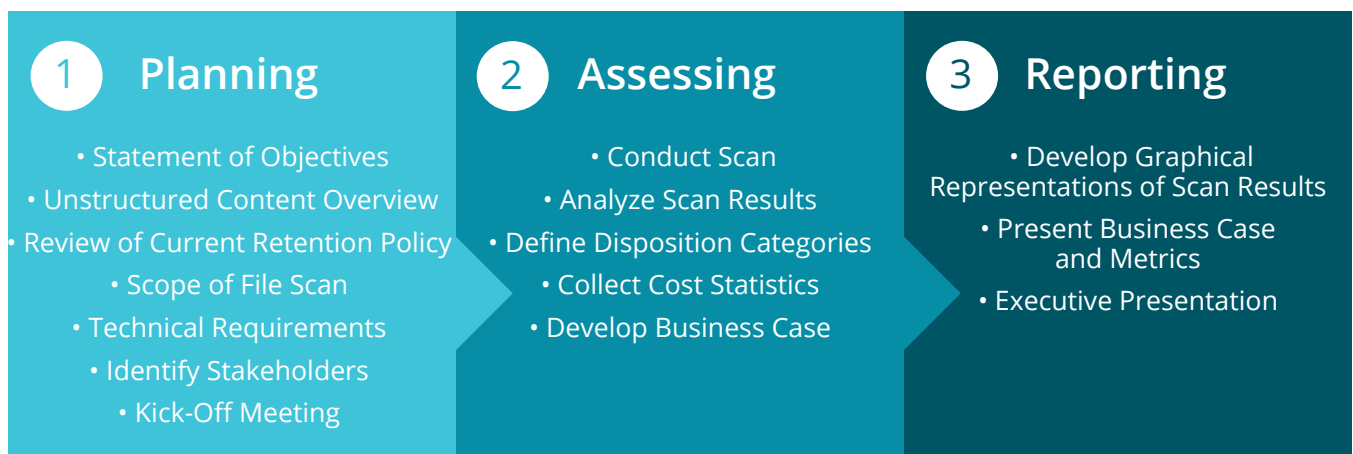 1 Planning
• Statement of Objectives
• Unstructured Content Overview
• Review of Current Retention Policy
• Scope of File Scan
• Technical Requirements
• Identify Stakeholders
• Kick-Off Meeting
2 Assessing
• Conduct Scan
• Analyze Scan Results
• Define Disposition Categories
• Collect Cost Statistics
• Develop Business Case
3 Reporting
• Develop Graphical
Representations of Scan Results
• Present Business Case
and Metrics
• Executive Presentation